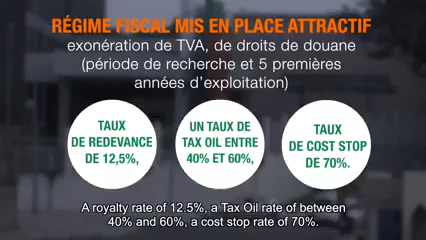 RÉGIME FISCAL MIS EN PLACE ATTRACTIF
exonération de TVA, de droits de douane
(période de recherche et 5 premières
années d'exploitation)
TAUX
DE REDEVANCE
DE 12,5%,
UN TAUX DE
TAX OIL ENTRE
40% ET 60%,
TAUX
DE COST STOP
DE 70%.
A royalty rate of 12.5%, a Tax Oil rate of between
40% and 60%, a cost stop rate of 70%.